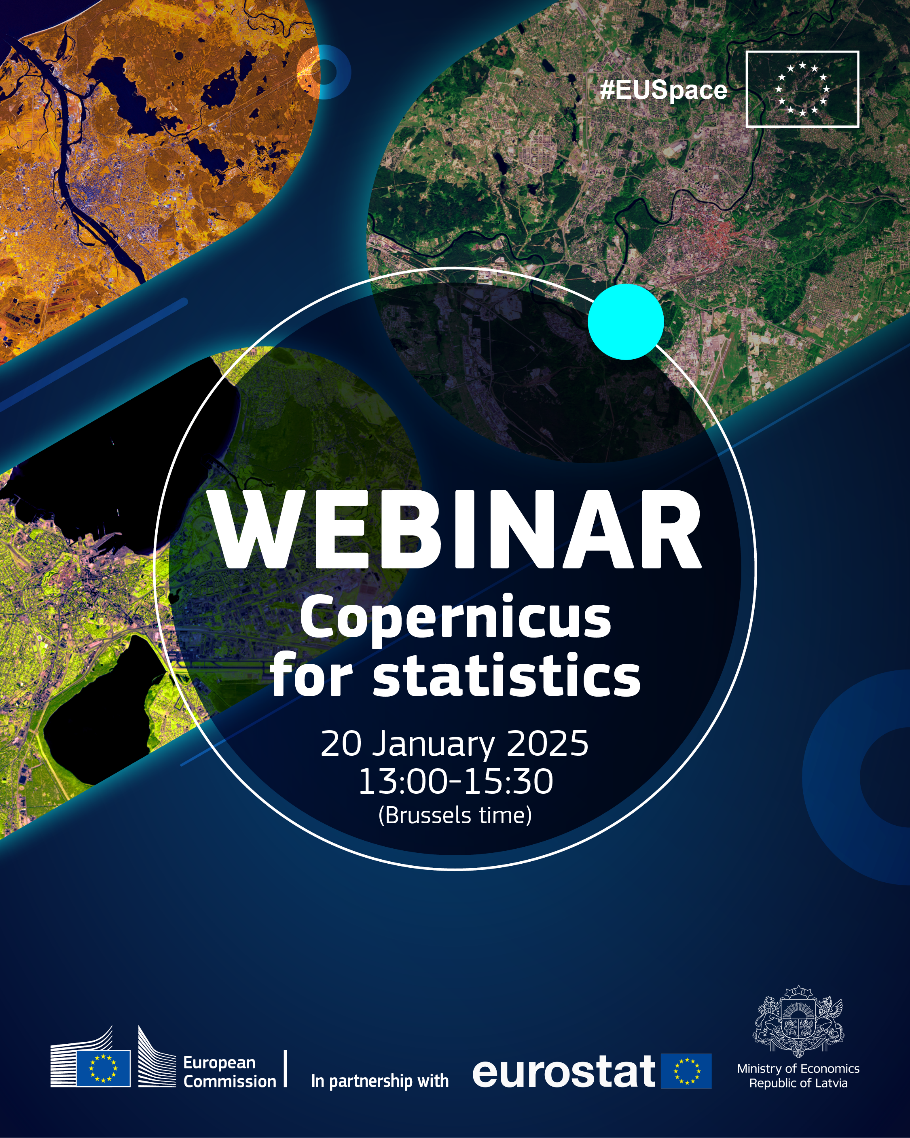 #EUSpace
WEBINAR
Copernicus
for statistics
20 January 2025
13:00-15:30
(Brussels time)
European
Commission
In partnership with
eurostat
Ministry of Economics
Republic of Latvia